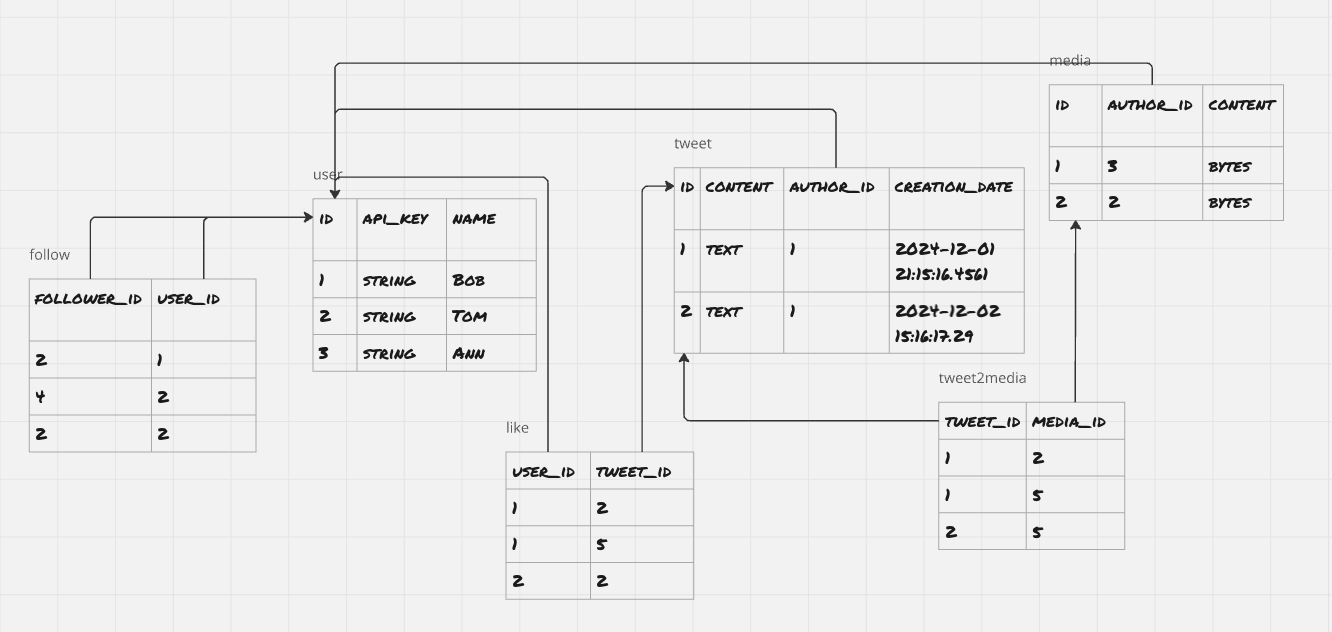 media
ID AUTHOR_ID CONTENT
1 3 BYTES
2 2 BYTES
tweet
ID CONTENT AUTHOR_ID CREATION_DATE
1 TEXT 1 2024-12-01
21:15:16.4561
2 TEXT 1 2024-12-02
15:16:17.29
user
ID API_KEY NAME
1 STRING BOB
2 STRING TOM
3 STRING ANN
follow
FOLLOWER_ID USER_ID
2 1
4 2
2 2
like
USER_ID TWEET_ID
1 2
1 5
2 2
tweet2media
TWEET_ID MEDIA_ID
1 2
1 5
2 5